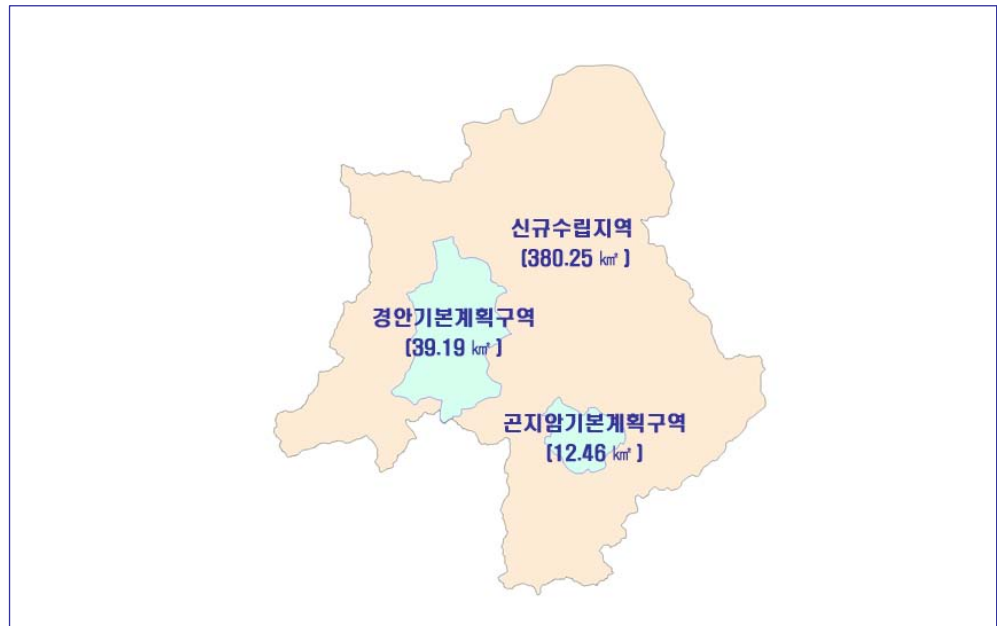 신규수립지역
(380.25 ㎢)
경안기본계획구역
(39.19 ㎢)
곤지암기본계획구역
(12.46 ㎢)